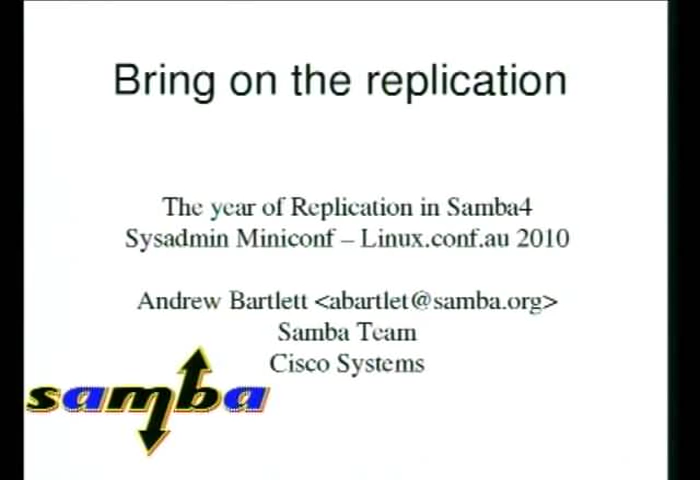 Bring on the replication
The year of Replication in Samba4
Sysadmin Miniconf – Linux.conf.au 2010
Andrew Bartlett <abartlet@samba.org>
Samba Team
Cisco Systems
samba